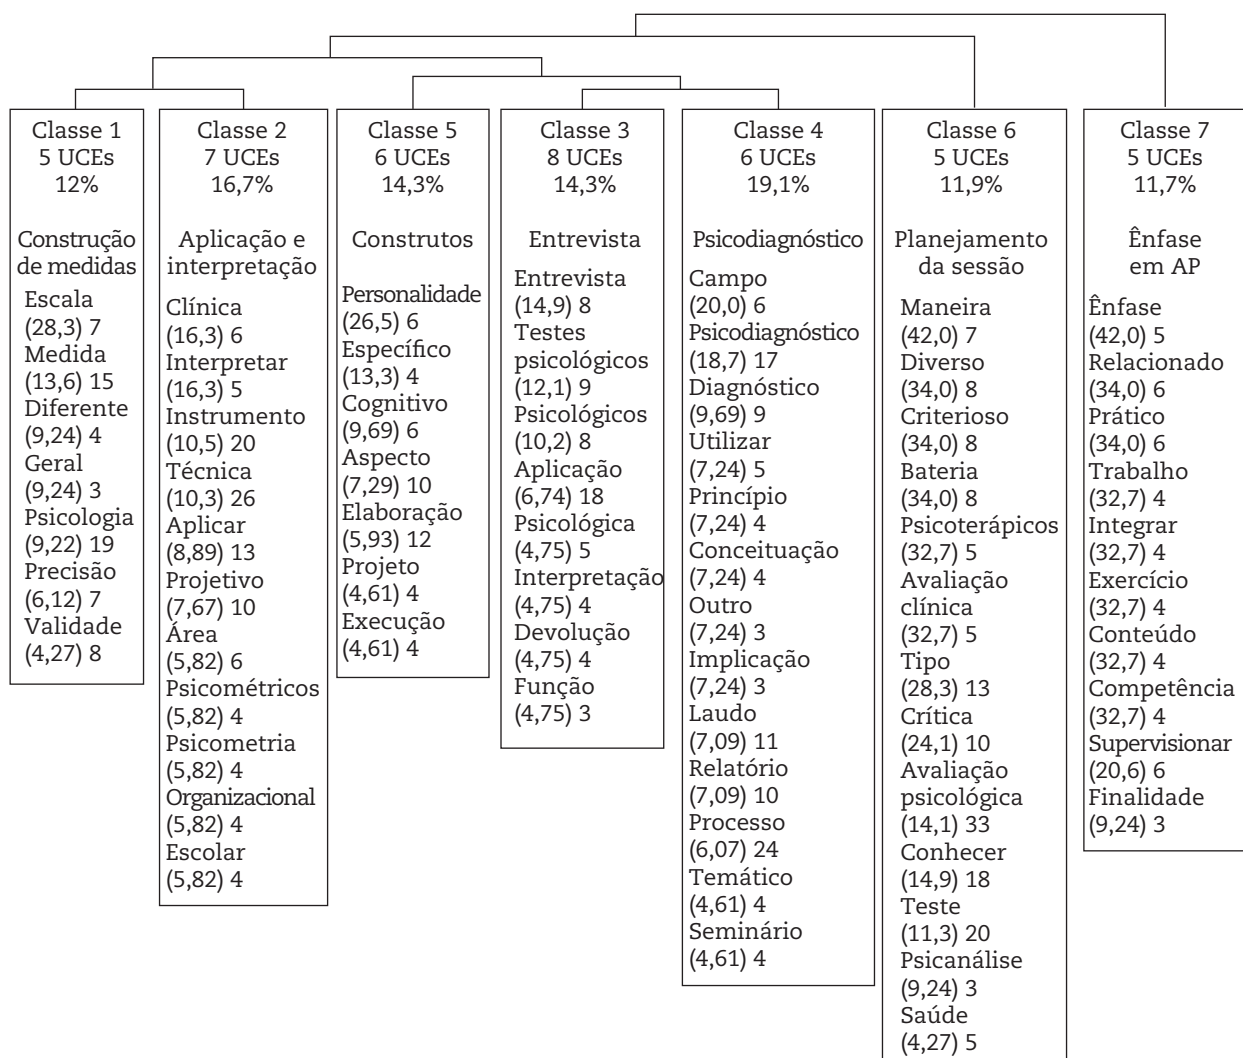 Classe 1
5 UCEs
12%
Construção
de medidas
Escala
(28,3) 7
Medida
(13,6) 15
Diferente
(9,24) 4
Geral
(9,24) 3
Psicologia
(9,22) 19
Precisão
(6,12) 7
Validade
(4,27) 8
Classe 2
7 UCEs
16,7%
Aplicação e
interpretação
Clínica
(16,3) 6
Interpretar
(16,3) 5
Instrumento
(10,5) 20
Técnica
(10,3) 26
Aplicar
(8,89) 13
Projetivo
(7,67) 10
Área
(5,82) 6
Psicométricos
(5,82) 4
Psicometria
(5,82) 4
Organizacional
(5,82) 4
Escolar
(5,82) 4
Classe 5
6 UCEs
14,3%
Construtos
Personalidade
(26,5) 6
Específico
(13,3) 4
Cognitivo
(9,69) 6
Aspecto
(7,29) 10
Elaboração
(5,93) 12
Projeto
(4,61) 4
Execução
(4,61) 4
Classe 3
8 UCEs
14,3%
Entrevista
Entrevista
(14,9) 8
Testes
psicológicos
(12,1) 9
Psicológicos
(10,2) 8
Aplicação
(6,74) 18
Psicológica
(4,75) 5
Interpretação
(4,75) 4
Devolução
(4,75) 4
Função
(4,75) 3
Classe 4
6 UCEs
19,1%
Psicodiagnóstico
Campo
(20,0) 6
Psicodiagnóstico
(18,7) 17
Diagnóstico
(9,69) 9
Utilizar
(7,24) 5
Princípio
(7,24) 4
Conceituação
(7,24) 4
Outro
(7,24) 3
Implicação
(7,24) 3
Laudo
(7,09) 11
Relatório
(7,09) 10
Processo
(6,07) 24
Temático
(4,61) 4
Seminário
(4,61) 4
Classe 6
5 UCEs
11,9%
Planejamento
da sessão
Maneira
(42,0) 7
Diverso
(34,0) 8
Criterioso
(34,0) 8
Bateria
(34,0) 8
Psicoterápicos
(32,7) 5
Avaliação
clínica
(32,7) 5
Tipo
(28,3) 13
Crítica
(24,1) 10
Avaliação
psicológica
(14,1) 33
Conhecer
(14,9) 18
Teste
(11,3) 20
Psicanálise
(9,24) 3
Saúde
(4,27) 5
Classe 7
5 UCEs
11,7%
Ênfase
em AP
Ênfase
(42,0) 5
Relacionado
(34,0) 6
Prático
(34,0) 6
Trabalho
(32,7) 4
Integrar
(32,7) 4
Exercício
(32,7) 4
Conteúdo
(32,7) 4
Competência
(32,7) 4
Supervisionar
(20,6) 6
Finalidade
(9,24) 3